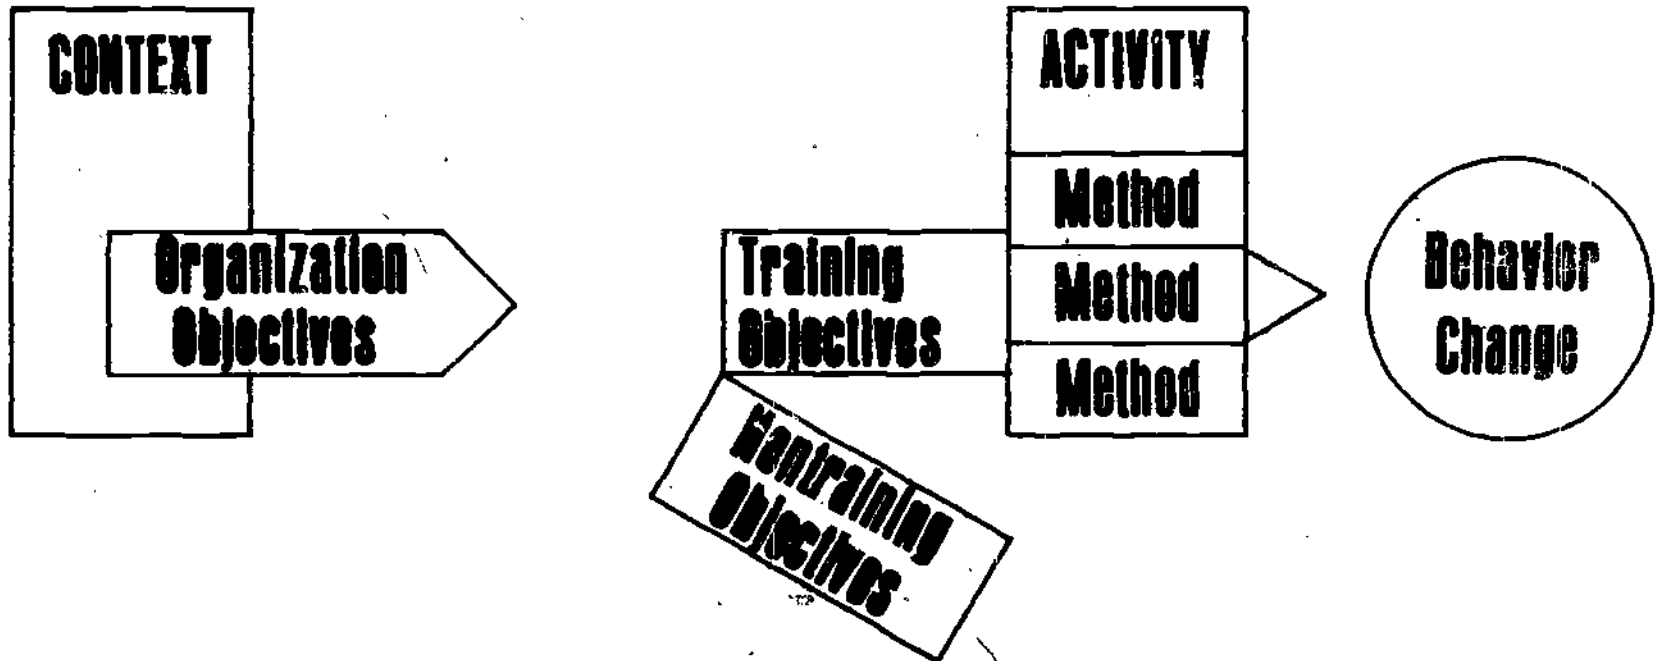 CONTEXT
Organization
Objectives
Training
Objectives
Nontraining
Objectives
ACTIVITY
Method
Method
Method
Behavior
Change